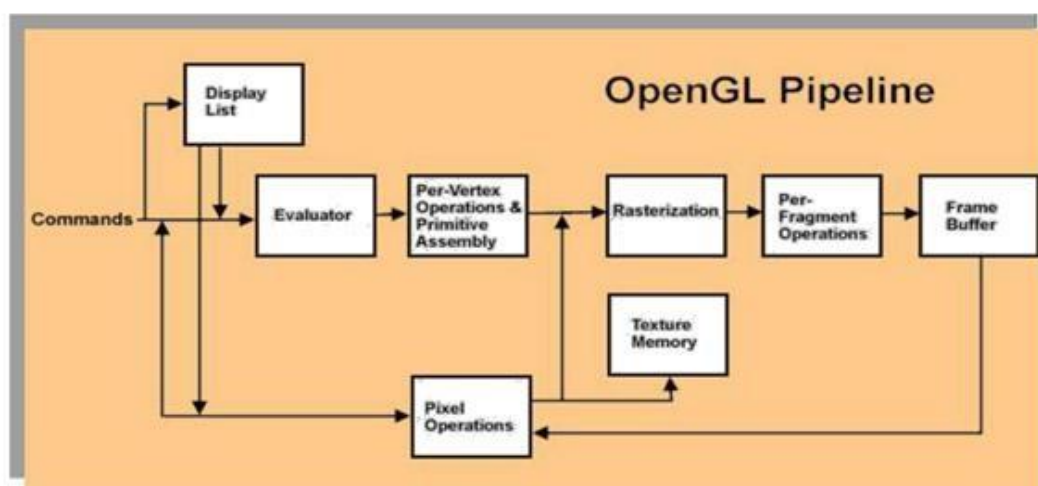 OpenGL Pipeline
Display
List
Commands
Evaluator
Per-Vertex
Operations &
Primitive
Assembly
Rasterization
Per-
Fragment
Operations
Frame
Buffer
Texture
Memory
Pixel
Operations